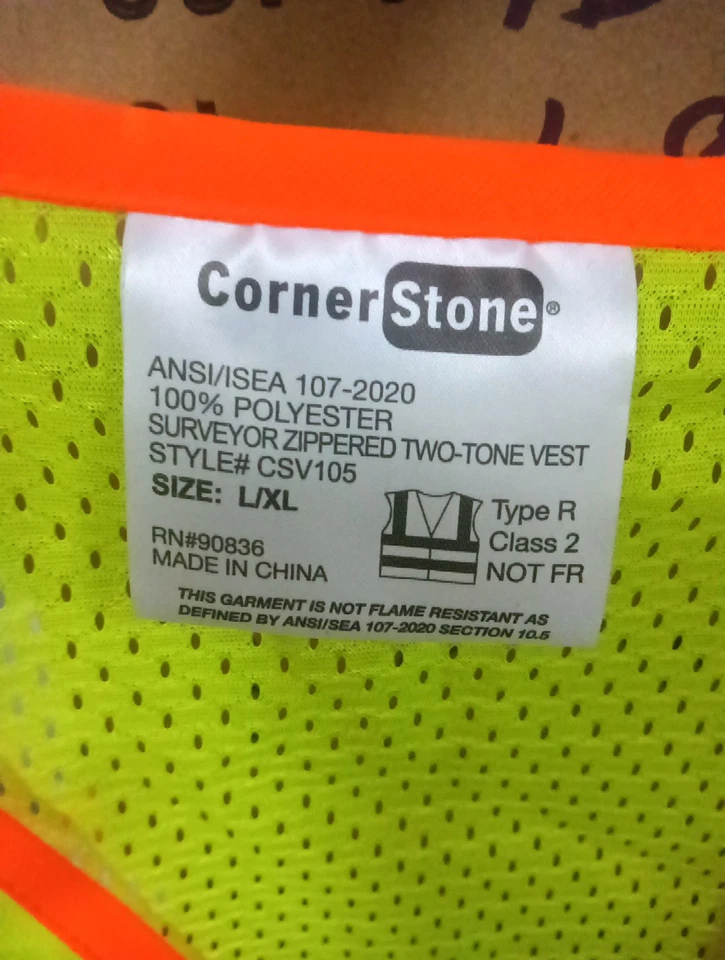 CornerStone®
ANSI/ISEA 107-2020
100% POLYESTER
SURVEYOR ZIPPERED TWO-TONE VEST
STYLE# CSV105
SIZE: L/XL
Type R
Class 2
NOT FR
RN#90836
MADE IN CHINA
THIS GARMENT IS NOT FLAME RESISTANT AS
DEFINED BY ANSI/SEA 107-2020 SECTION 10.5